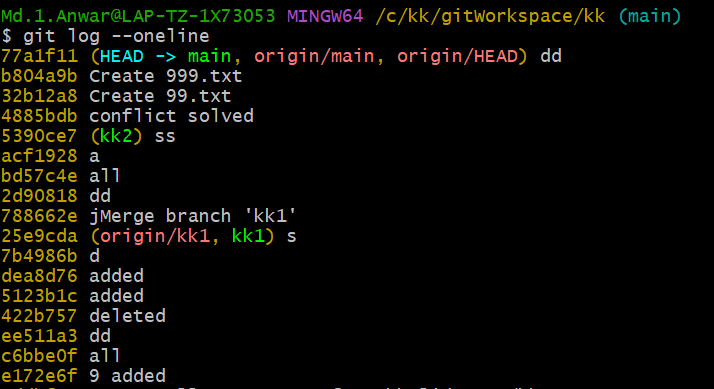 Md.1.Anwar@LAP-TZ-1X73053 MINGW64 /c/kk/gitWorkspace/kk (main)
$ git log --oneline
77a1f11 (HEAD -> main, origin/main, origin/HEAD) dd
b804a9b Create 999.txt
32b12a8 Create 99.txt
4885bdb conflict solved
5390ce7 (kk2) ss
acf1928 a
bd57c4e all
2d90818 dd
788662e jMerge branch 'kk1'
25e9cda (origin/kk1, kk1) s
7b4986b d
dea8d76 added
5123b1c added
422b757 deleted
ee511a3 dd
c6bbe0f all
e172e6f 9 added